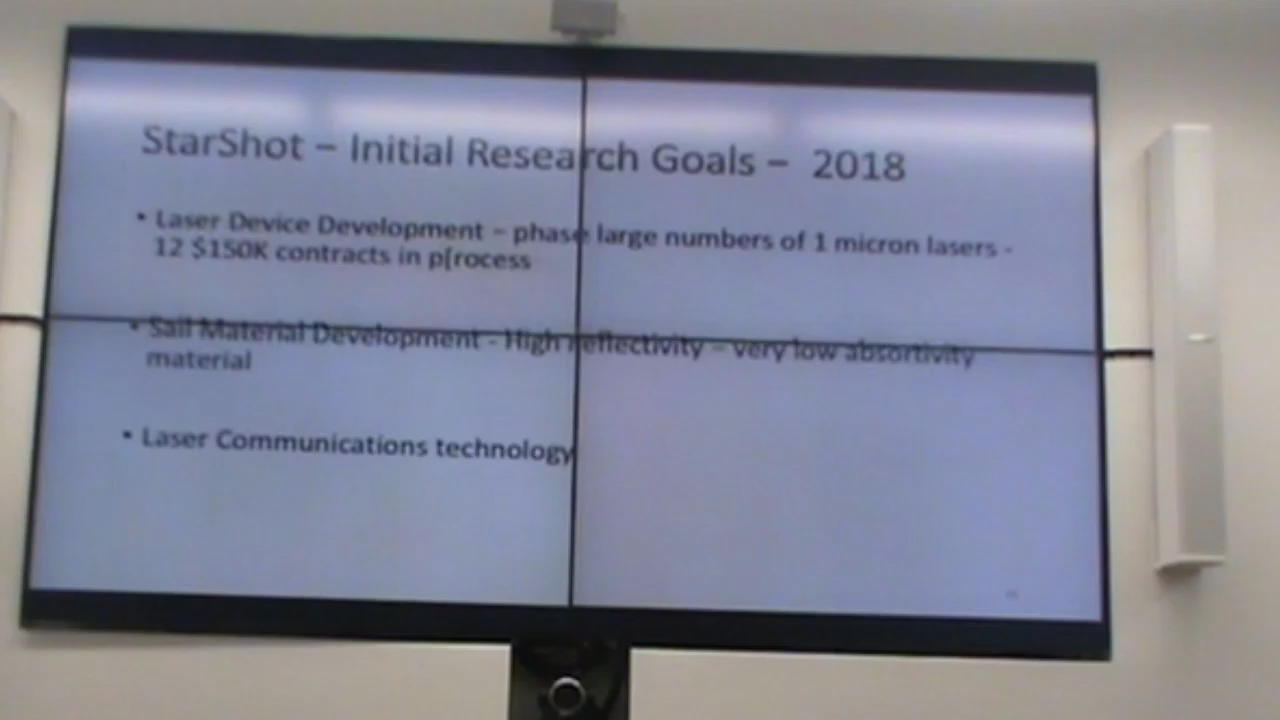 StarShot – Initial Research Goals – 2018
• Laser Device Development – phase large numbers of 1 micron lasers -
12 $150K contracts in p[rocess
• Sail Material Development - High reflectivity – very low absortivity
material
• Laser Communications technology